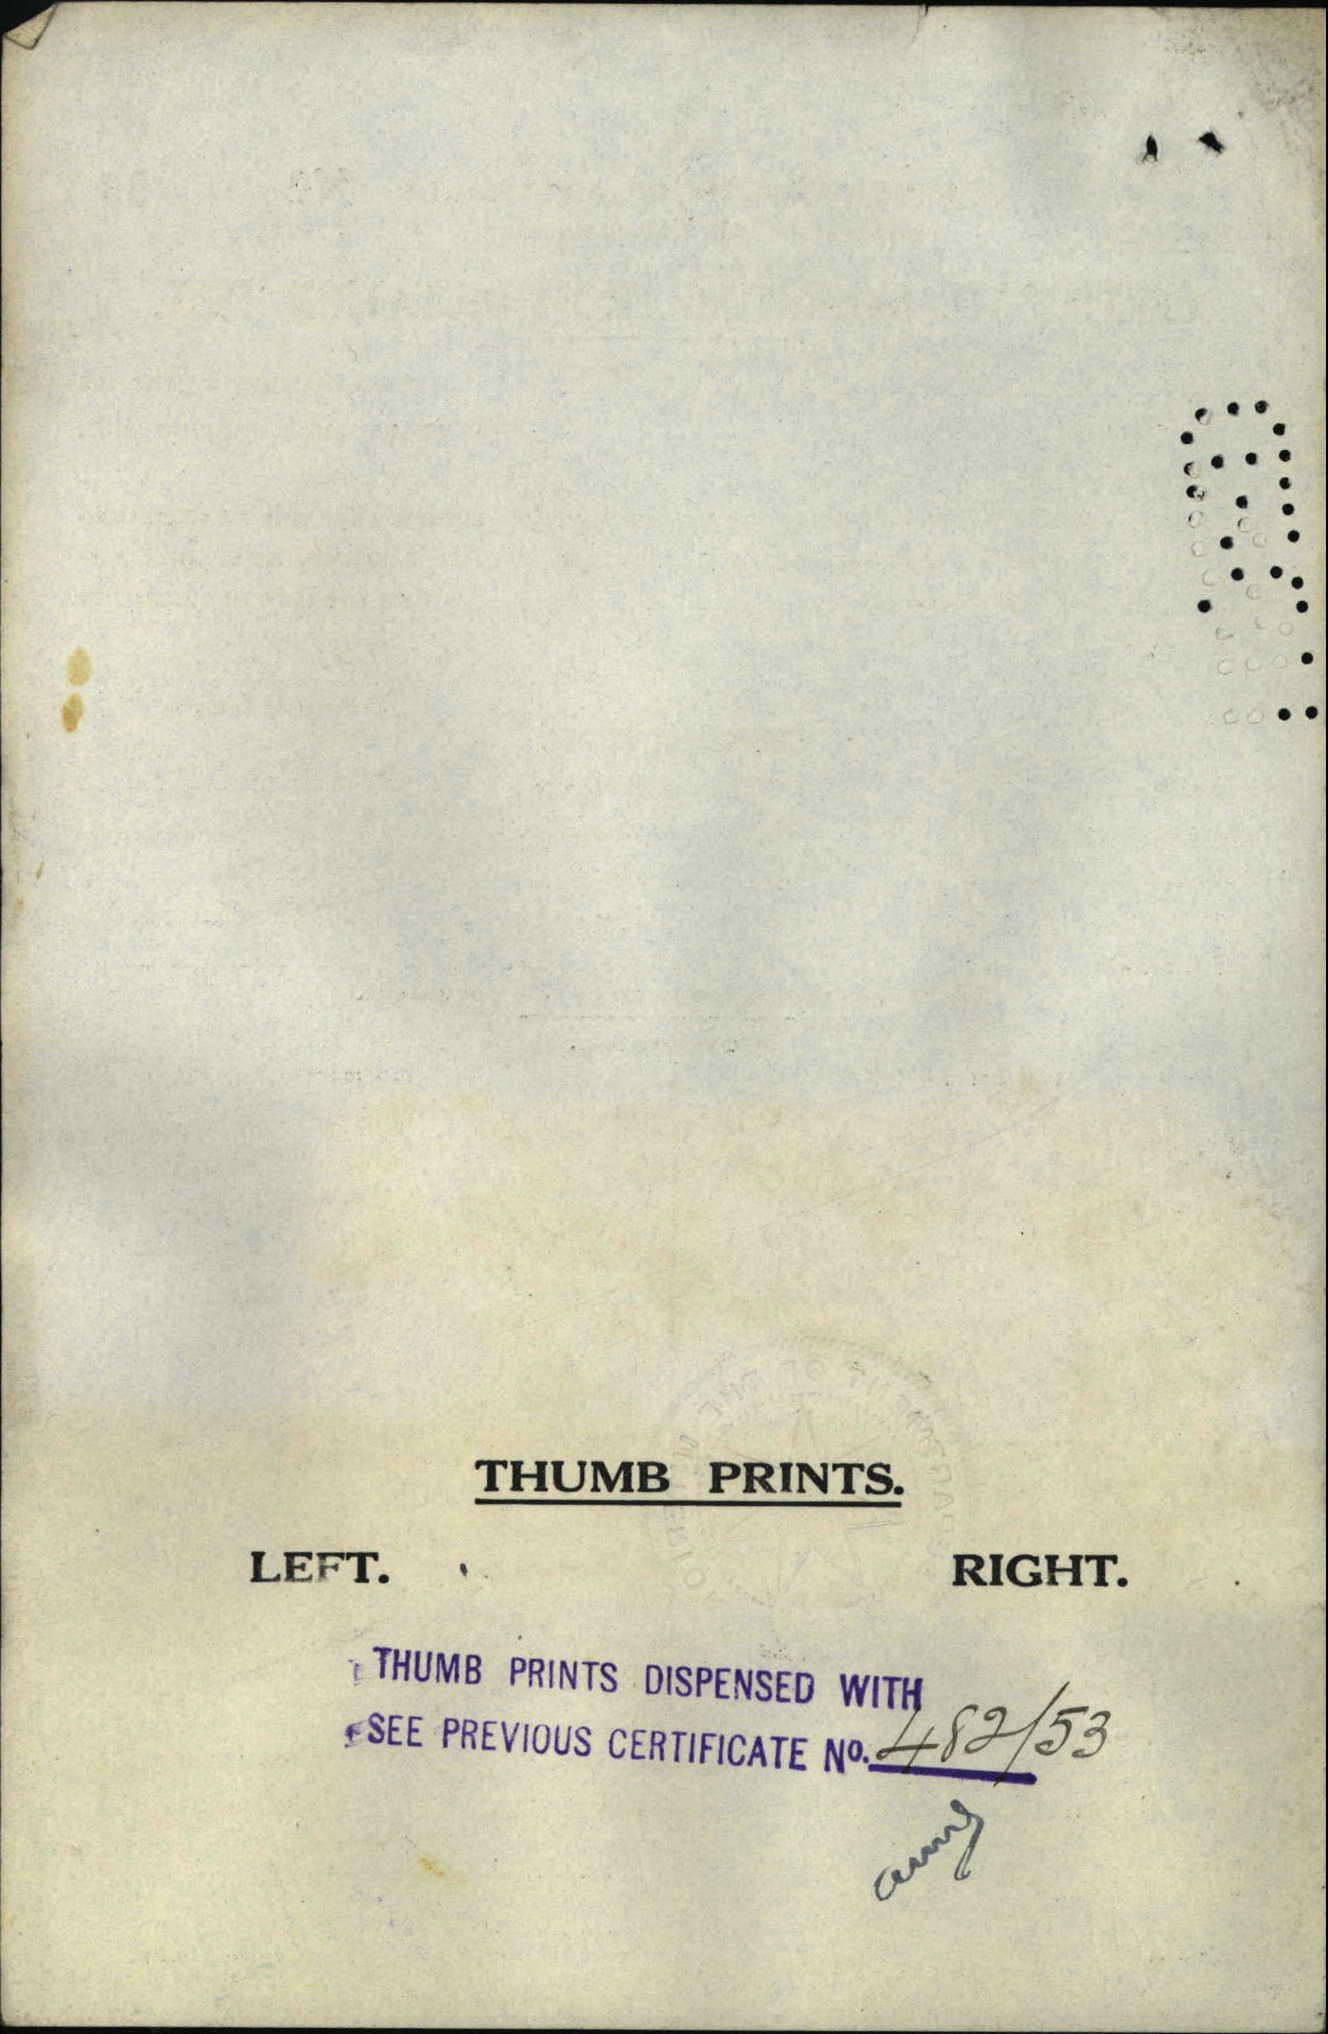 THUMB PRINTS.
LEFT. RIGHT.
THUMB PRINTS DISPENSED WITH
SEE PREVIOUS CERTIFICATE No. 482/53